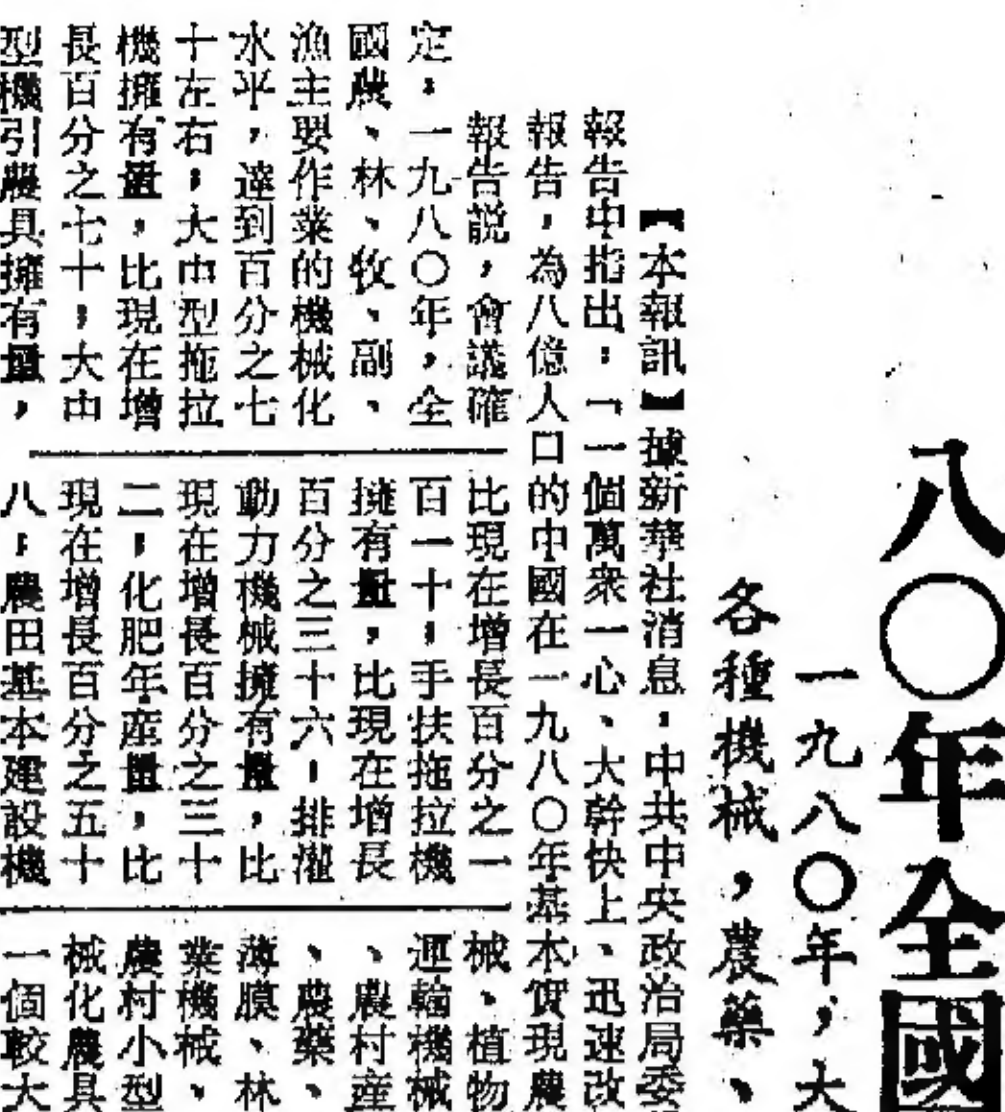 八〇年全國
一九八〇年，大
各種機械，農藥、
【本報訊】據新華社消息，中共中央政治局委
報告中指出：「一個萬衆一心、大幹快上、迅速改
報告，為八億人口的中國在一九八〇年基本實現農
報告説，會議確
定，一九八〇年，全
國農、林、牧、副、
漁主要作業的機械化
水平，達到百分之七
十左右，大中型拖拉
機擁有量，比現在增
長百分之七十，大中
型機引農具擁有量，
比現在增長百分之一
百一十，手扶拖拉機
擁有量，比現在增長
百分之三十六，排灌
動力機械擁有量，比
現在增長百分之三十
二，化肥年産量，比
現在增長百分之五十
八，農田基本建設機
械、植物
運輸機械
、農村産
、農藥、
薄膜、林
業機械、
農村小型
械化農具
一個較大